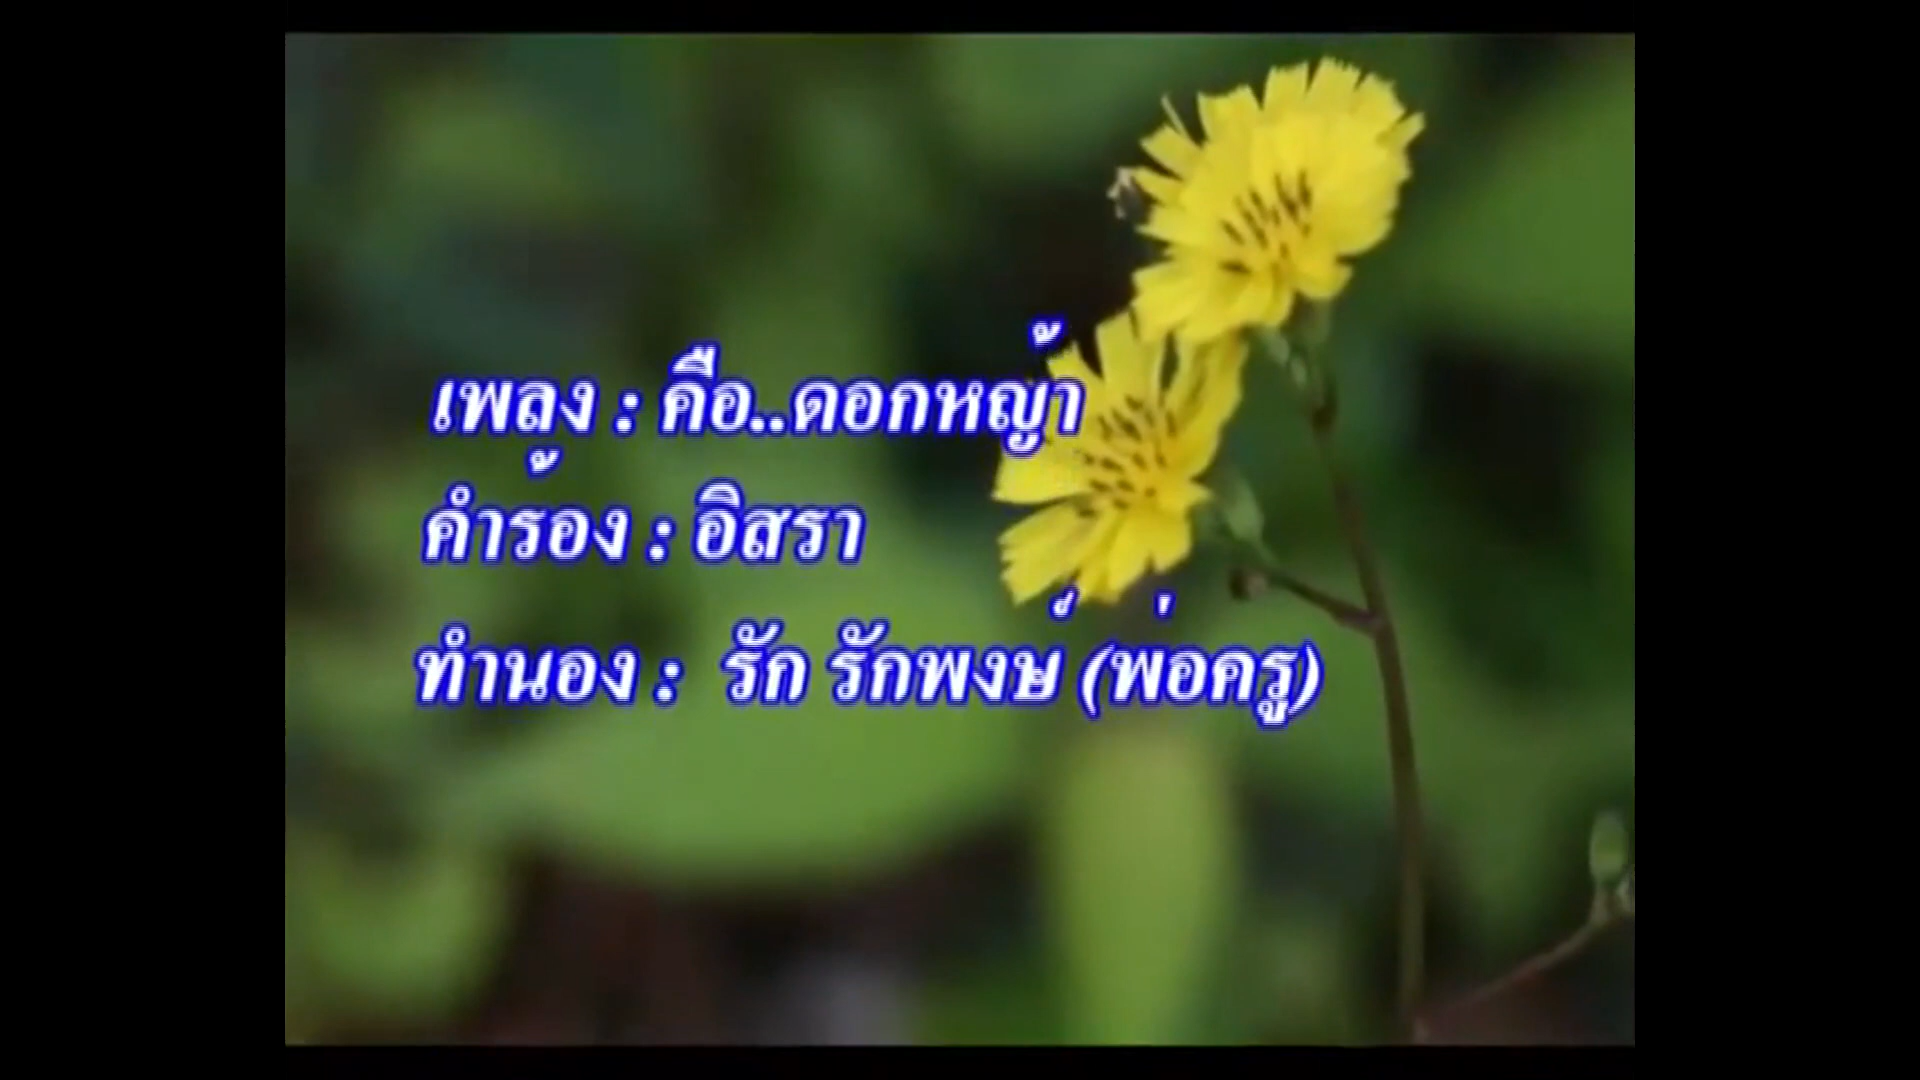 เพลง : คือ..ดอกหญ้า
คำร้อง : อิสรา
ทำนอง : รัก รักพงษ์ (พ่อครู)